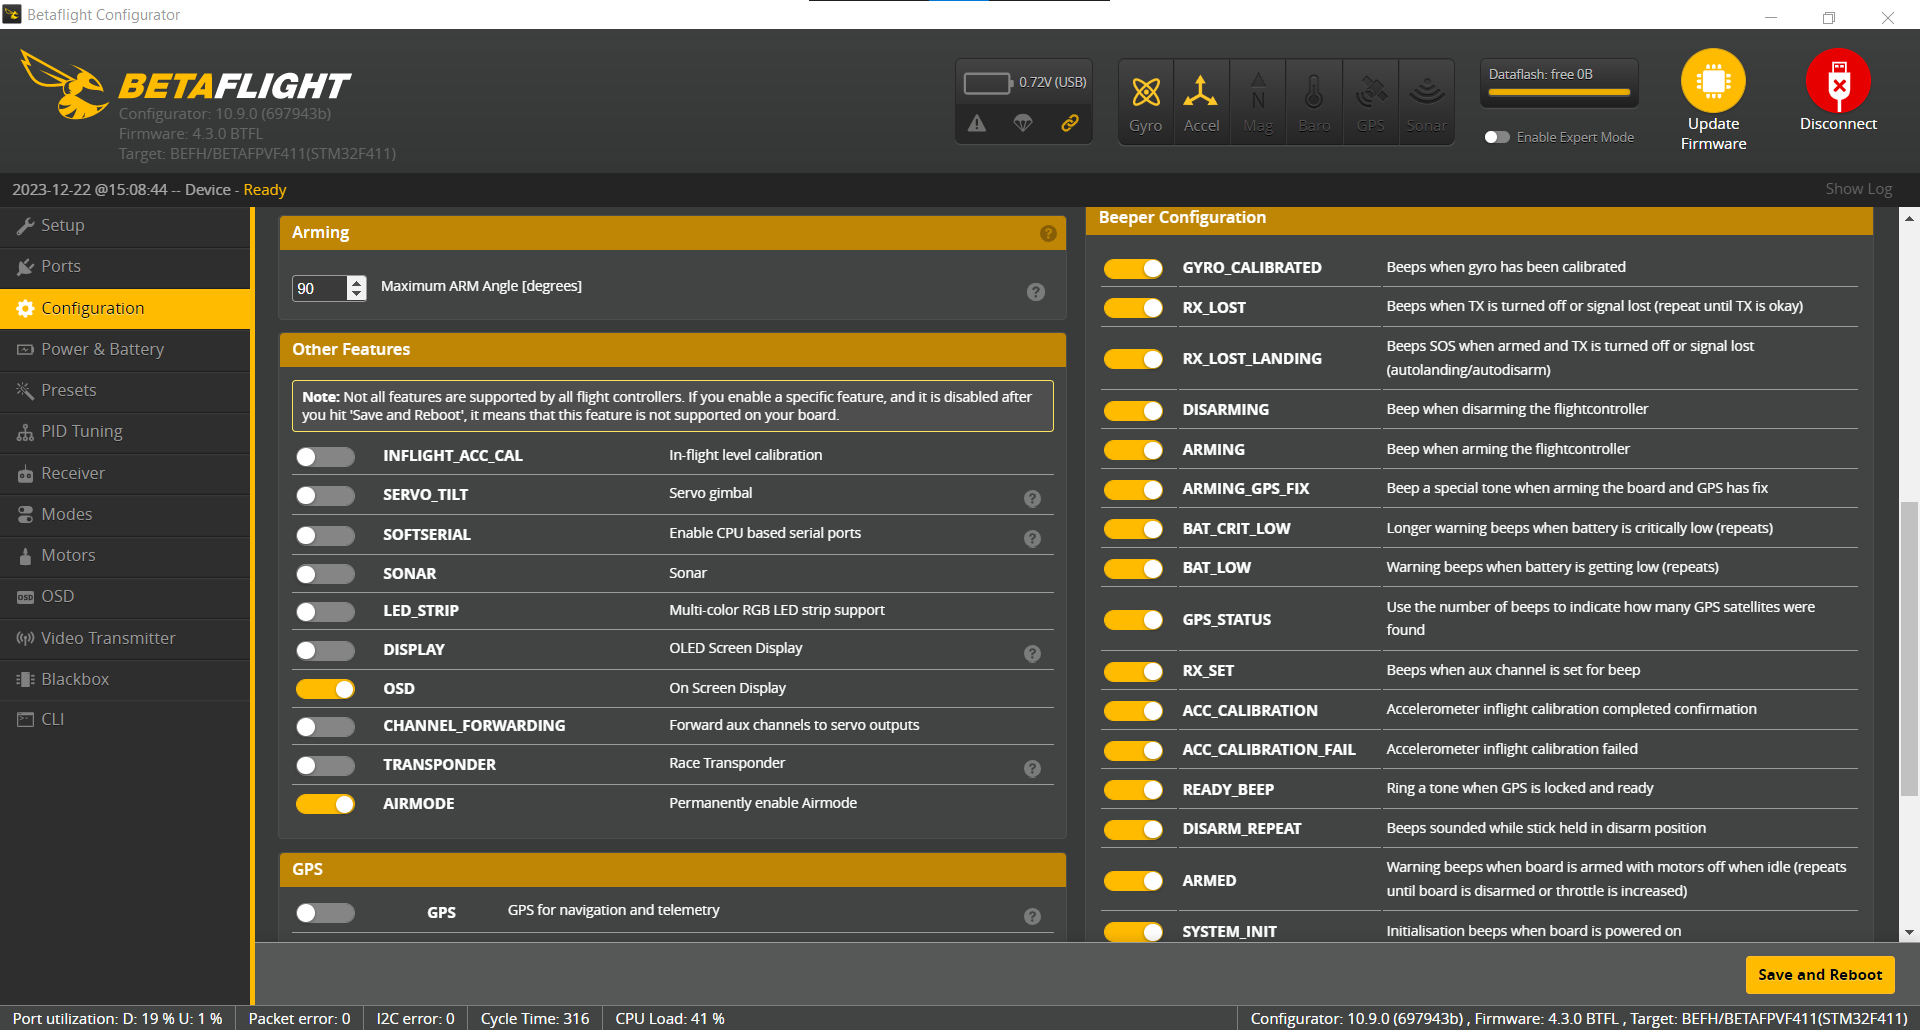 Betaflight Configurator
BETAFLIGHT
Configurator: 10.9.0 (697943b)
Firmware: 4.3.0 BTFL
Target: BEFH/BETAFPVF411(STM32F411)
0.72V (USB)
Gyro
Accel
N
Mag
Baro
GPS
Sonar
Dataflash: free 0B
Enable Expert Mode
Update
Firmware
Disconnect
2023-12-22 @15:08:44 -- Device - Ready
Show Log
Setup
Ports
Configuration
Power & Battery
Presets
PID Tuning
Receiver
Modes
Motors
OSD
Video Transmitter
Blackbox
CLI
Arming
90 Maximum ARM Angle [degrees]
Other Features
Note: Not all features are supported by all flight controllers. If you enable a specific feature, and it is disabled after
you hit 'Save and Reboot', it means that this feature is not supported on your board.
INFLIGHT_ACC_CAL In-flight level calibration
SERVO_TILT Servo gimbal
SOFTSERIAL Enable CPU based serial ports
SONAR Sonar
LED_STRIP Multi-color RGB LED strip support
DISPLAY OLED Screen Display
OSD On Screen Display
CHANNEL_FORWARDING Forward aux channels to servo outputs
TRANSPONDER Race Transponder
AIRMODE Permanently enable Airmode
GPS
GPS GPS for navigation and telemetry
Beeper Configuration
GYRO_CALIBRATED Beeps when gyro has been calibrated
RX_LOST Beeps when TX is turned off or signal lost (repeat until TX is okay)
RX_LOST_LANDING Beeps SOS when armed and TX is turned off or signal lost
(autolanding/autodisarm)
DISARMING Beep when disarming the flightcontroller
ARMING Beep when arming the flightcontroller
ARMING_GPS_FIX Beep a special tone when arming the board and GPS has fix
BAT_CRIT_LOW Longer warning beeps when battery is critically low (repeats)
BAT_LOW Warning beeps when battery is getting low (repeats)
GPS_STATUS Use the number of beeps to indicate how many GPS satellites were
found
RX_SET Beeps when aux channel is set for beep
ACC_CALIBRATION Accelerometer inflight calibration completed confirmation
ACC_CALIBRATION_FAIL Accelerometer inflight calibration failed
READY_BEEP Ring a tone when GPS is locked and ready
DISARM_REPEAT Beeps sounded while stick held in disarm position
ARMED Warning beeps when board is armed with motors off when idle (repeats
until board is disarmed or throttle is increased)
SYSTEM_INIT Initialisation beeps when board is powered on
Save and Reboot
Port utilization: D: 19 % U: 1 %
Packet error: 0
I2C error: 0
Cycle Time: 316
CPU Load: 41 %
Configurator: 10.9.0 (697943b) , Firmware: 4.3.0 BTFL , Target: BEFH/BETAFPVF411(STM32F411)